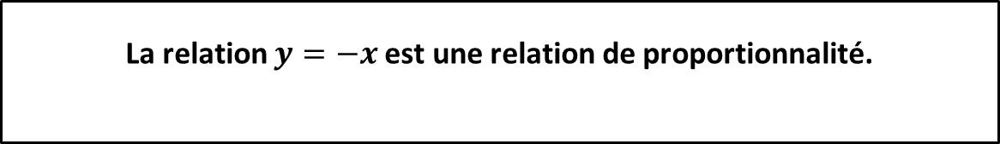 La relation 𝒚 = −𝒙 est une relation de proportionnalité.